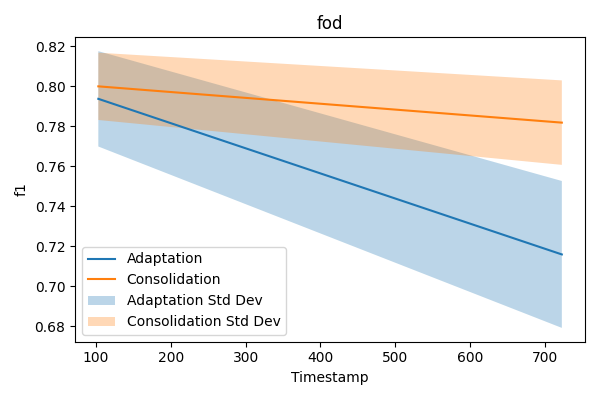 fod
0.82
0.80
0.78
0.76
0.74
0.72
0.70
0.68
f1
Adaptation
Consolidation
Adaptation Std Dev
Consolidation Std Dev
100 200 300 400 500 600 700
Timestamp